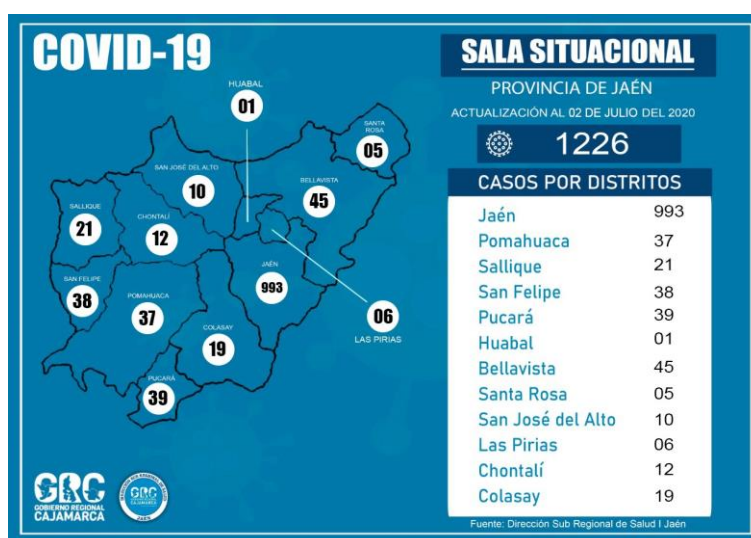 COVID-19
HUABAL
01
SANTA
ROSA
05
SAN JOSÉ DEL ALTO
10
BELLAVISTA
45
SALLIQUE
21
CHONTALÍ
12
JAÉN
993
SAN FELIPE
38
POMAHUACA
37
06
LAS PIRIAS
COLASAY
19
PUCARÁ
39
GRC
GOBIERNO REGIONAL
CAJAMARCA
GRC
JAEN
SALA SITUACIONAL
PROVINCIA DE JAÉN
ACTUALIZACIÓN AL 02 DE JULIO DEL 2020
1226
CASOS POR DISTRITOS
Jaén 993
Pomahuaca 37
Sallique 21
San Felipe 38
Pucará 39
Huabal 01
Bellavista 45
Santa Rosa 05
San José del Alto 10
Las Pirias 06
Chontalí 12
Colasay 19
Fuente: Dirección Sub Regional de Salud I Jaén